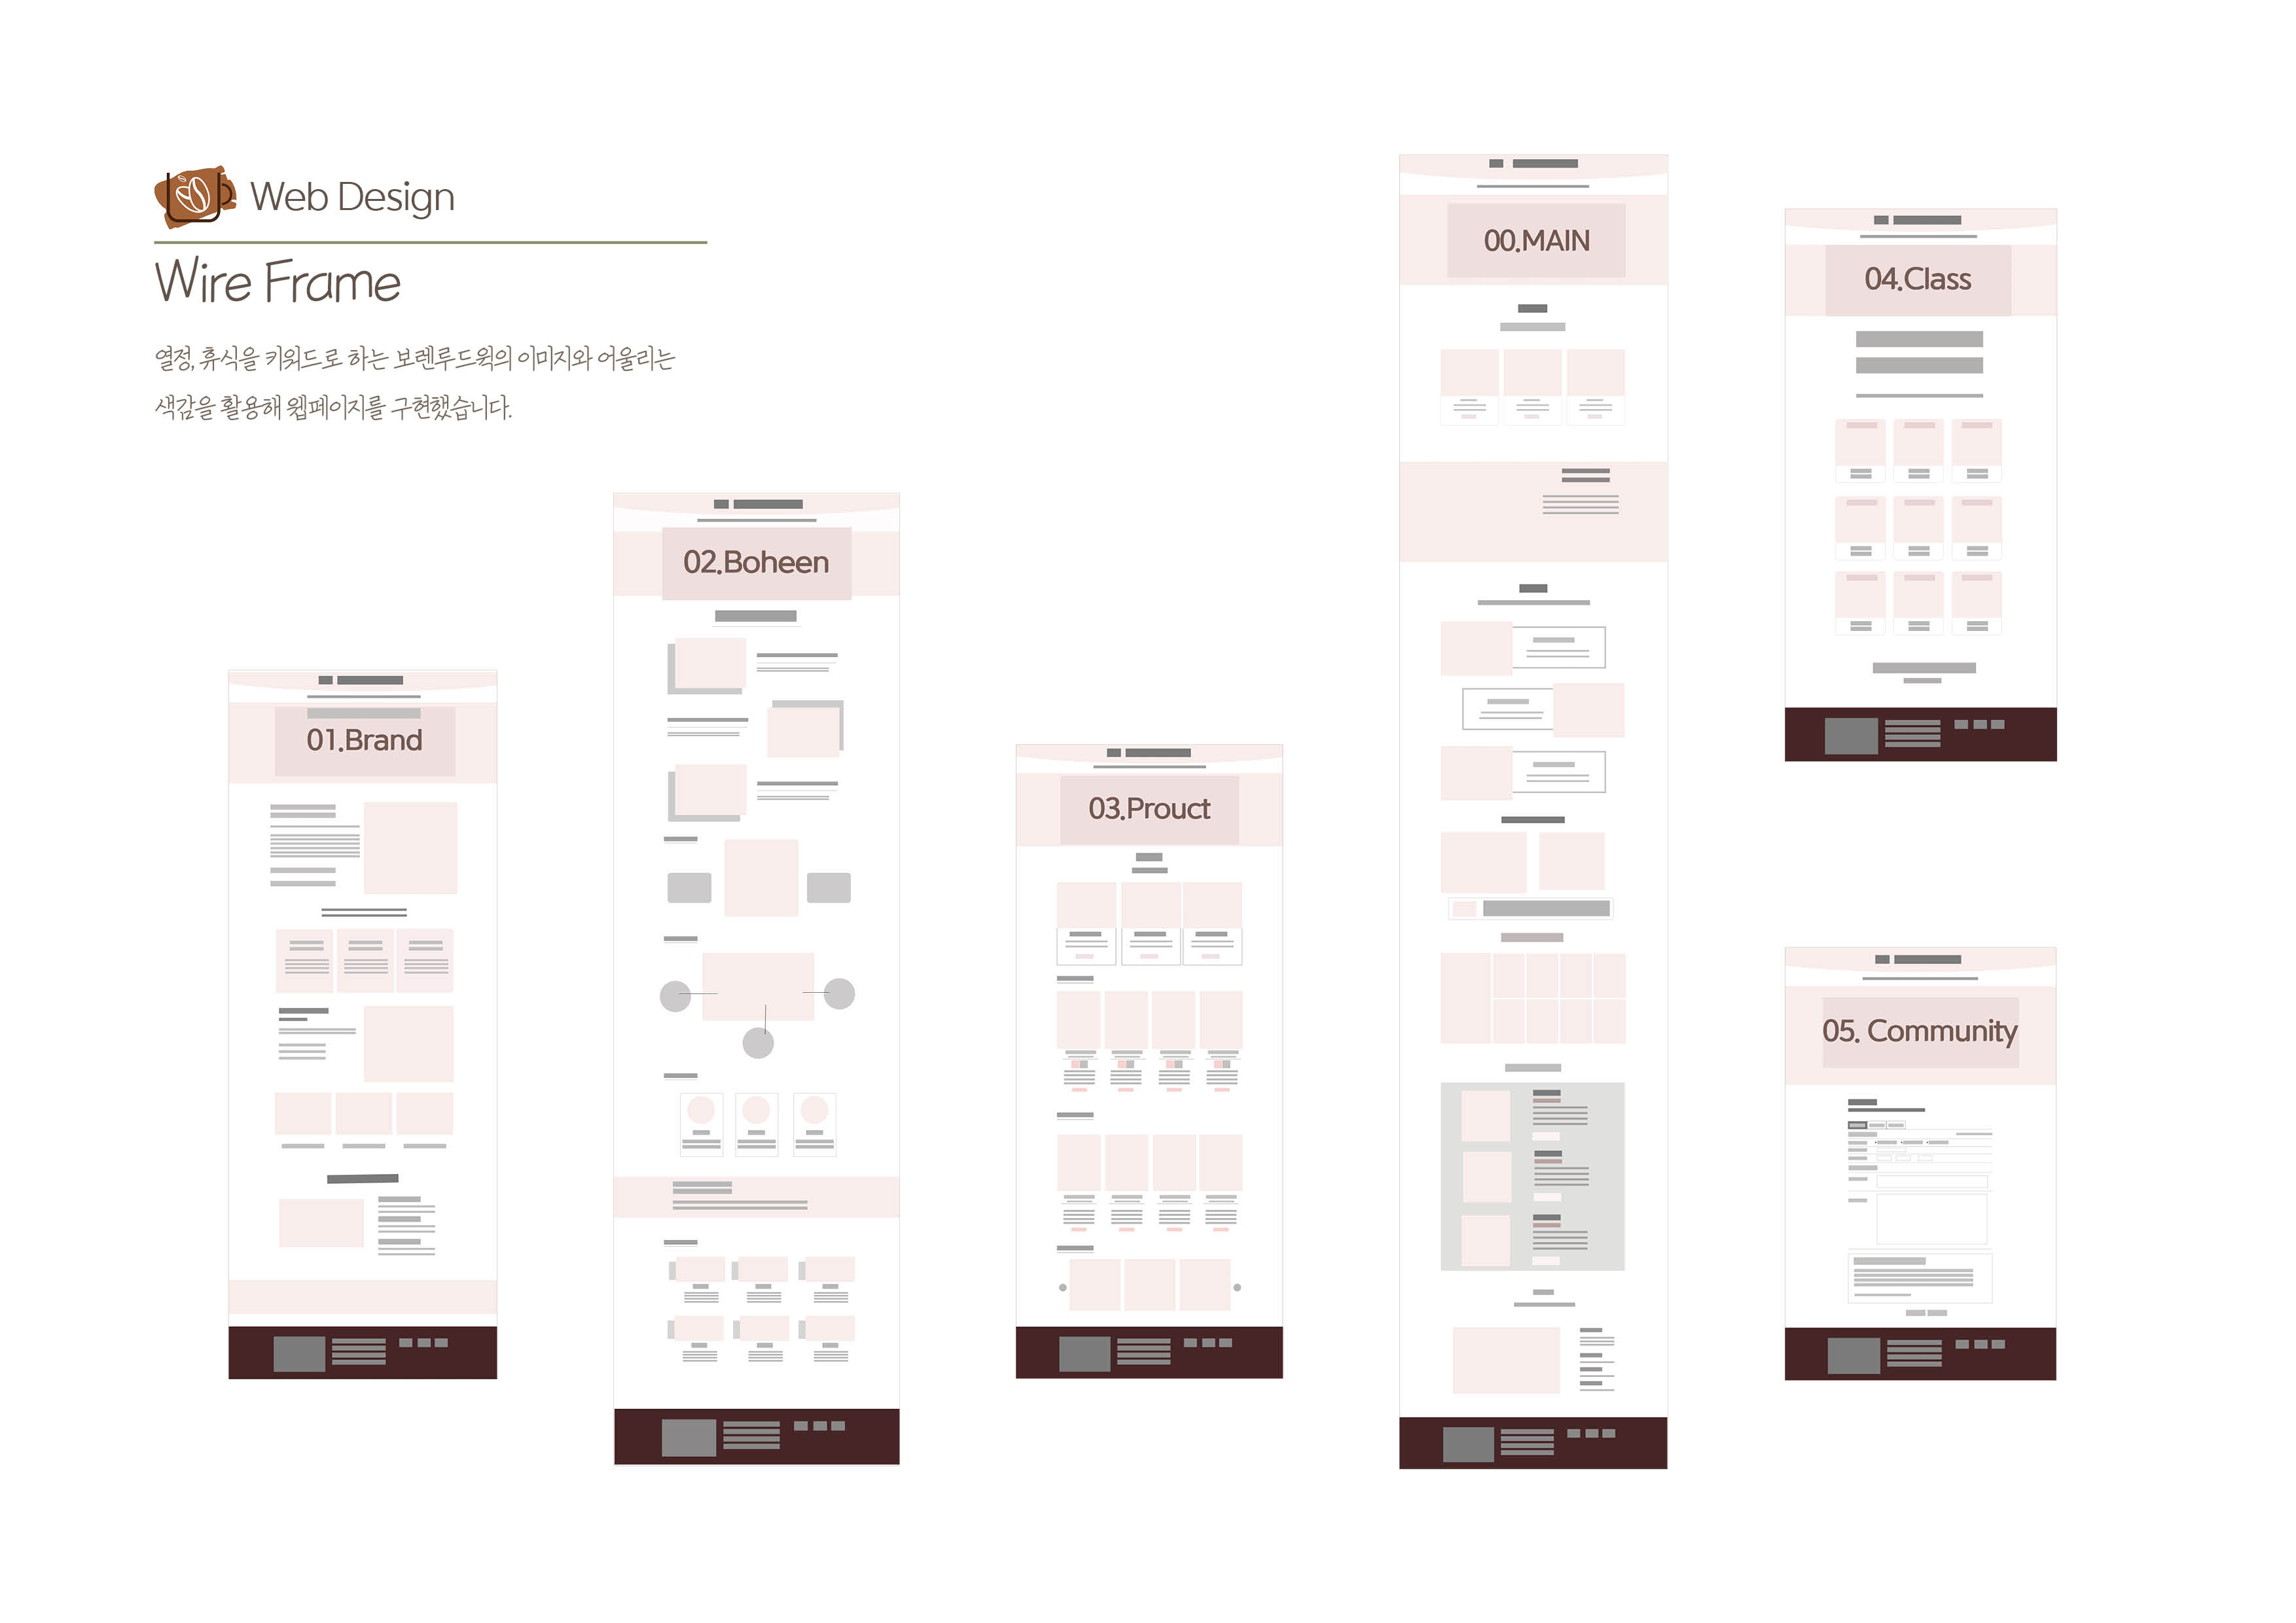 Web Design
Wire Frame
열정, 휴식을 키워드로 하는 보렌루드윅의 이미지와 어울리는
색감을 활용해 웹페이지를 구현했습니다.
00.MAIN
01.Brand
02.Boheen
03.Prouct
04.Class
05. Community